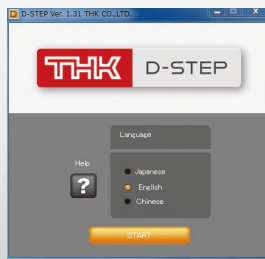 D-STEP Ver. 1.31 THK CO.,LTD.
THK D-STEP
Language
Help
?
Japanese
English
Chinese
START